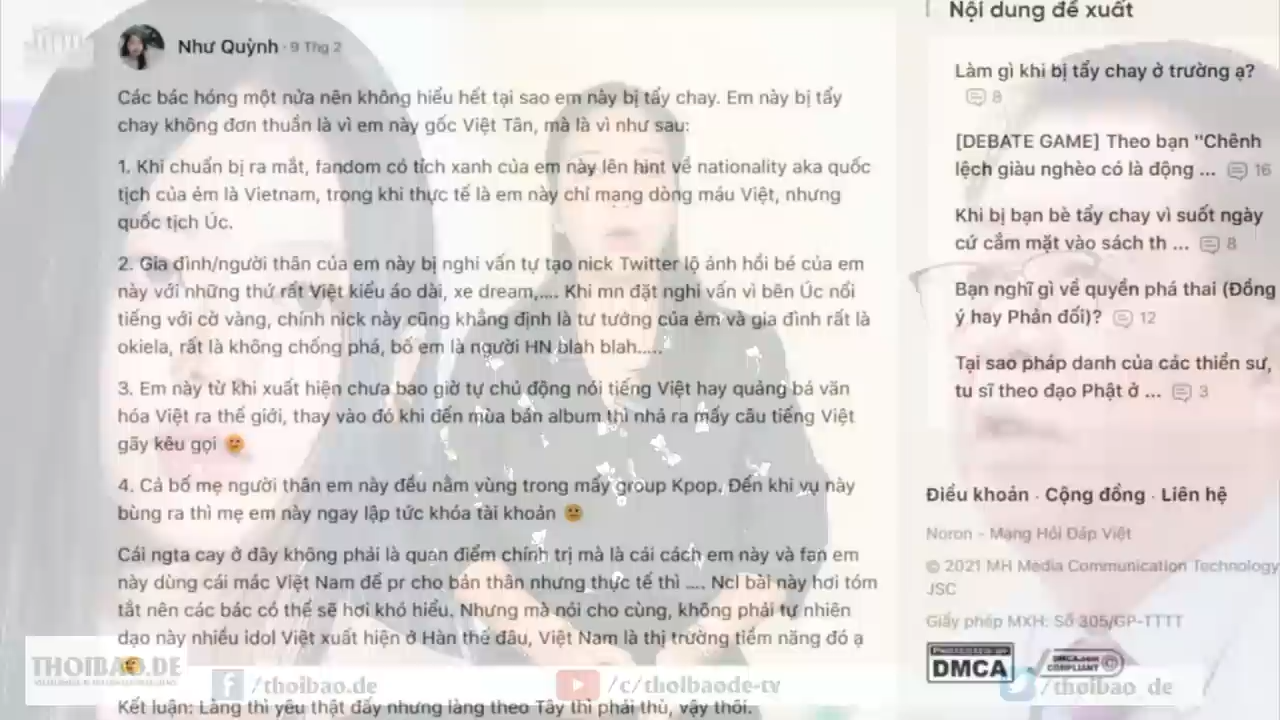 Như Quỳnh · 9 Thg 2
Các bác hóng một nửa nên không hiểu hết tại sao em này bị tẩy chay. Em này bị tẩy
chay không đơn thuần là vì em này gốc Việt Tân, mà là vì như sau:
1. Khi chuẩn bị ra mắt, fandom có tích xanh của em này lên hint về nationality aka quốc
tịch của ẻm là Vietnam, trong khi thực tế là em này chỉ mang dòng máu Việt, nhưng
quốc tịch Úc.
2. Gia đình/người thân của em này bị nghi vấn tự tạo nick Twitter lộ ảnh hồi bé của em
này với những thứ rất Việt kiểu áo dài, xe dream,.... Khi mn đặt nghi vấn vì bên Úc nổi
tiếng với cờ vàng, chính nick này cũng khẳng định là tư tưởng của ẻm và gia đình rất là
okiela, rất là không chống phá, bố em là người HN blah blah.....
3. Em này từ khi xuất hiện chưa bao giờ tự chủ động nói tiếng Việt hay quảng bá văn
hóa Việt ra thế giới, thay vào đó khi đến mùa bán album thì nhả ra mấy câu tiếng Việt
gãy kêu gọi
4. Cả bố mẹ người thân em này đều nằm vùng trong mấy group Kpop. Đến khi vụ này
bùng ra thì mẹ em này ngay lập tức khóa tài khoản
Cái ngta cay ở đây không phải là quan điểm chính trị mà là cái cách em này và fan em
này dùng cái mác Việt Nam để pr cho bản thân nhưng thực tế thì .... Ncl bài này hơi tóm
tắt nên các bác có thể sẽ hơi khó hiểu. Nhưng mà nói cho cùng, không phải tự nhiên
dạo này nhiều idol Việt xuất hiện ở Hàn thế đâu, Việt Nam là thị trường tiềm năng đó ạ
Kết luận: Làng thì yêu thật đấy nhưng làng theo Tây thì phải thù, vậy thôi.
Nội dung đề xuất
Làm gì khi bị tẩy chay ở trường ạ?
8
[DEBATE GAME] Theo bạn "Chênh
lệch giàu nghèo có là động ... 16
Khi bị bạn bè tẩy chay vì suốt ngày
cứ cắm mặt vào sách th ... 8
Bạn nghĩ gì về quyền phá thai (Đồng
ý hay Phản đối)? 12
Tại sao pháp danh của các thiền sư,
tu sĩ theo đạo Phật ở ... 3
Điều khoản · Cộng đồng · Liên hệ
Noron - Mạng Hỏi Đáp Việt
© 2021 MH Media Communication Technology
JSC
Giấy phép MXH: Số 305/GP-TTTT
DMCA
COMPLIANT
THOIBAO.DE
/thoibao.de
/c/thoibaode-tv
/thoibao_de